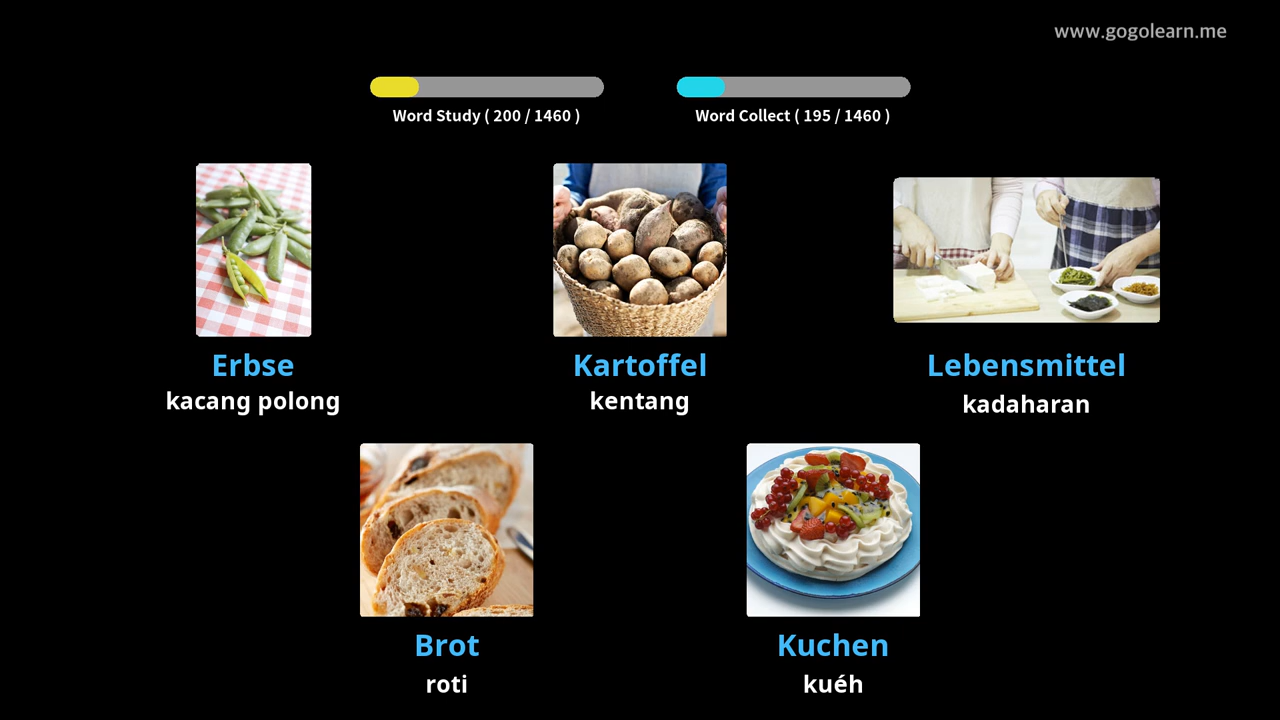 www.gogolearn.me
Word Study ( 200 / 1460 )
Word Collect ( 195 / 1460 )
Erbse
kacang polong
Kartoffel
kentang
Lebensmittel
kadaharan
Brot
roti
Kuchen
kuéh